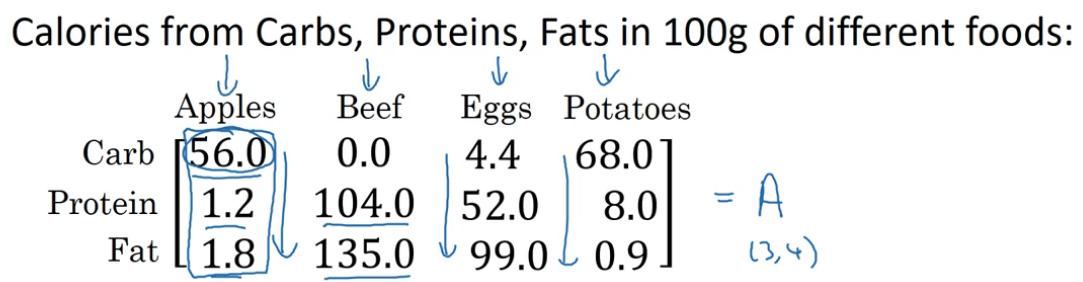 Calories from Carbs, Proteins, Fats in 100g of different foods:
Apples Beef Eggs Potatoes
Carb 56.0 0.0 4.4 68.0
Protein 1.2 104.0 52.0 8.0 = A
Fat 1.8 135.0 99.0 0.9 (3,4)